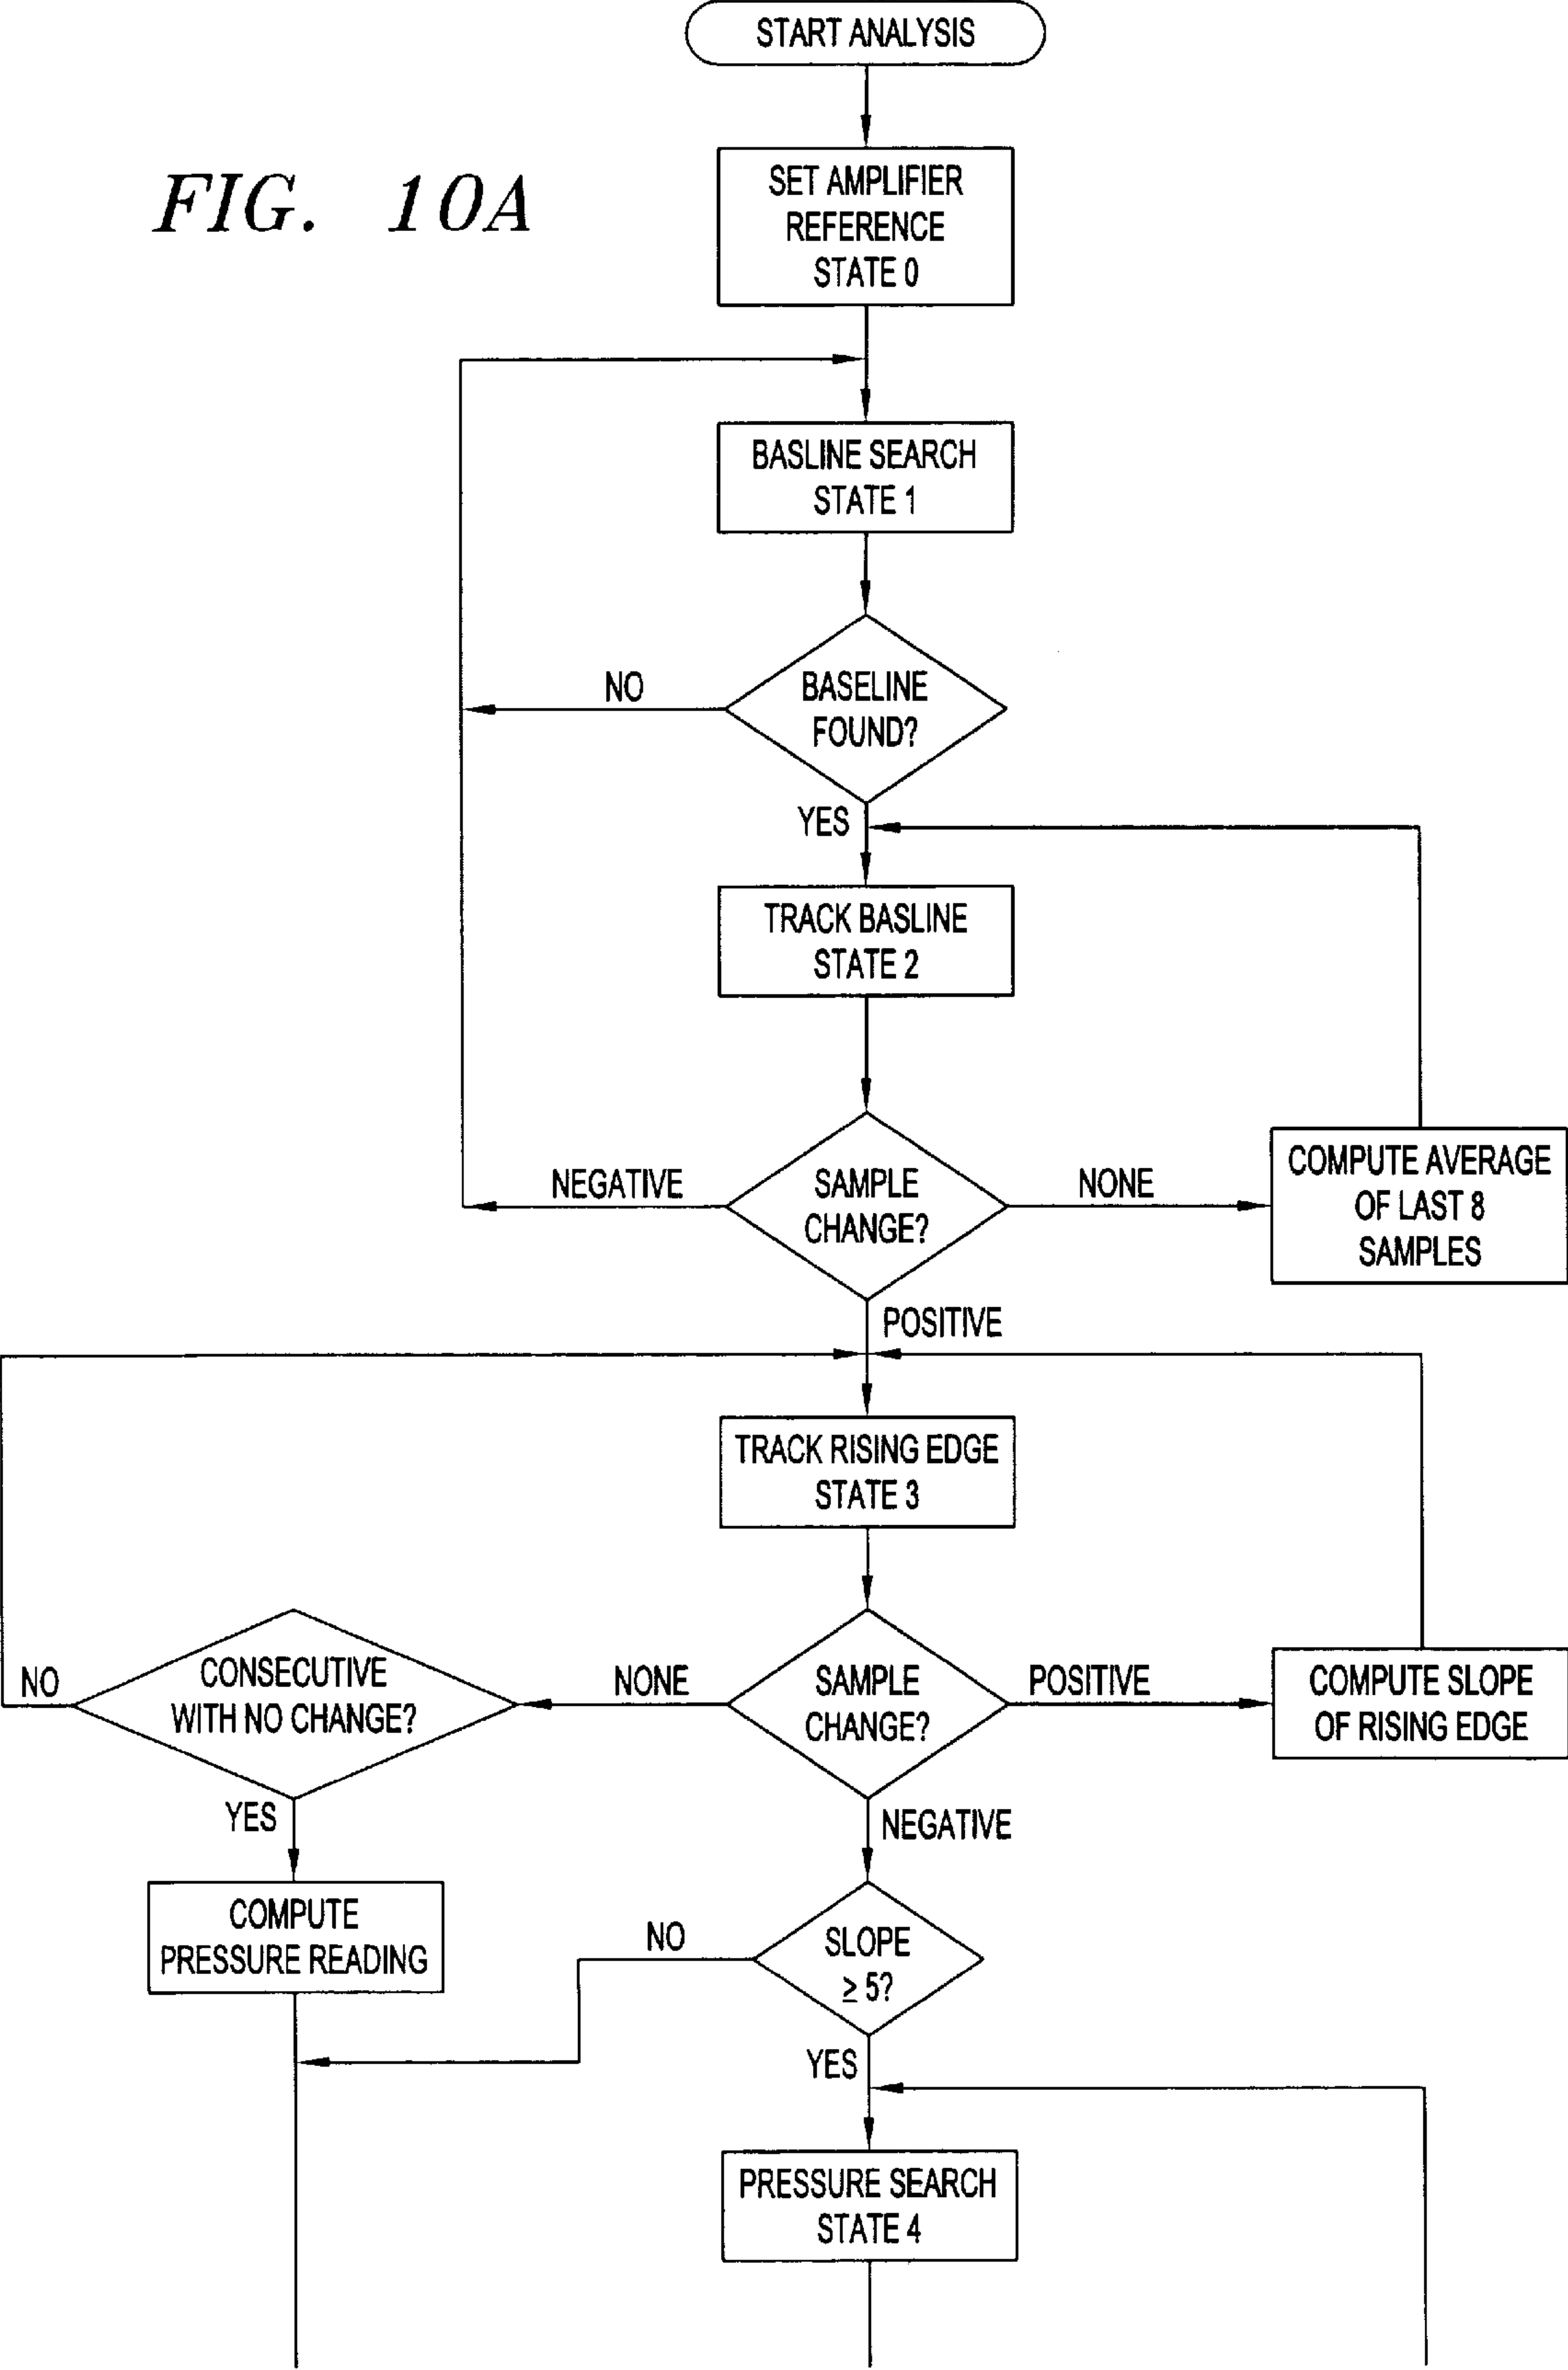 START ANALYSIS
FIG. 10A
SET AMPLIFIER
REFERENCE
STATE 0
BASLINE SEARCH
STATE 1
NO
BASELINE
FOUND?
YES
TRACK BASLINE
STATE 2
NEGATIVE
SAMPLE
CHANGE?
NONE
COMPUTE AVERAGE
OF LAST 8
SAMPLES
POSITIVE
TRACK RISING EDGE
STATE 3
NO
CONSECUTIVE
WITH NO CHANGE?
NONE
SAMPLE
CHANGE?
POSITIVE
COMPUTE SLOPE
OF RISING EDGE
YES
NEGATIVE
COMPUTE
PRESSURE READING
NO
SLOPE
≥ 5?
YES
PRESSURE SEARCH
STATE 4